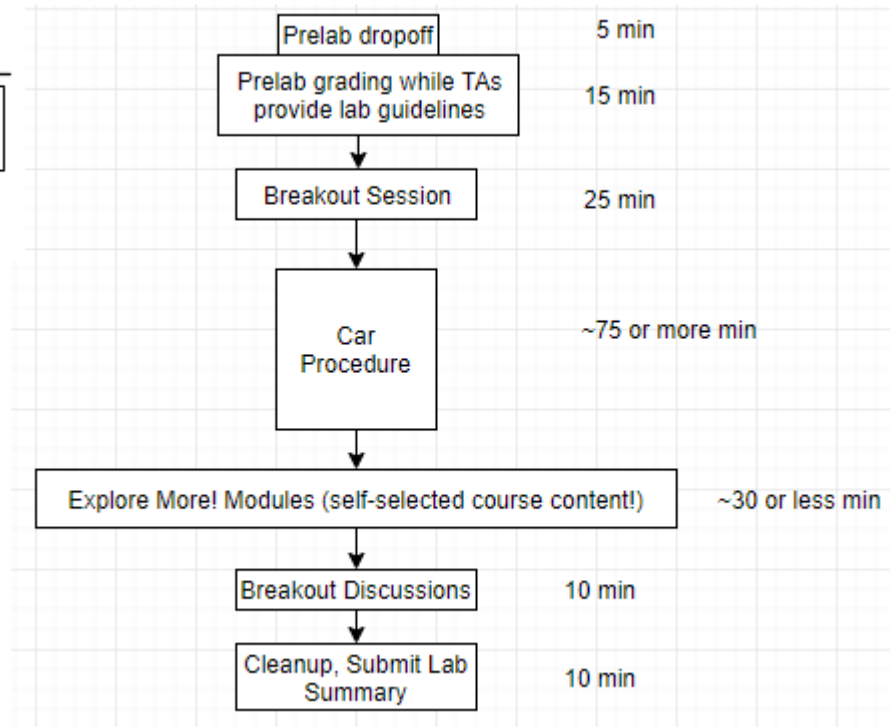 Prelab dropoff
5 min
Prelab grading while TAs
provide lab guidelines
15 min
Breakout Session
25 min
Car
Procedure
~75 or more min
Explore More! Modules (self-selected course content!)
~30 or less min
Breakout Discussions
10 min
Cleanup, Submit Lab
Summary
10 min